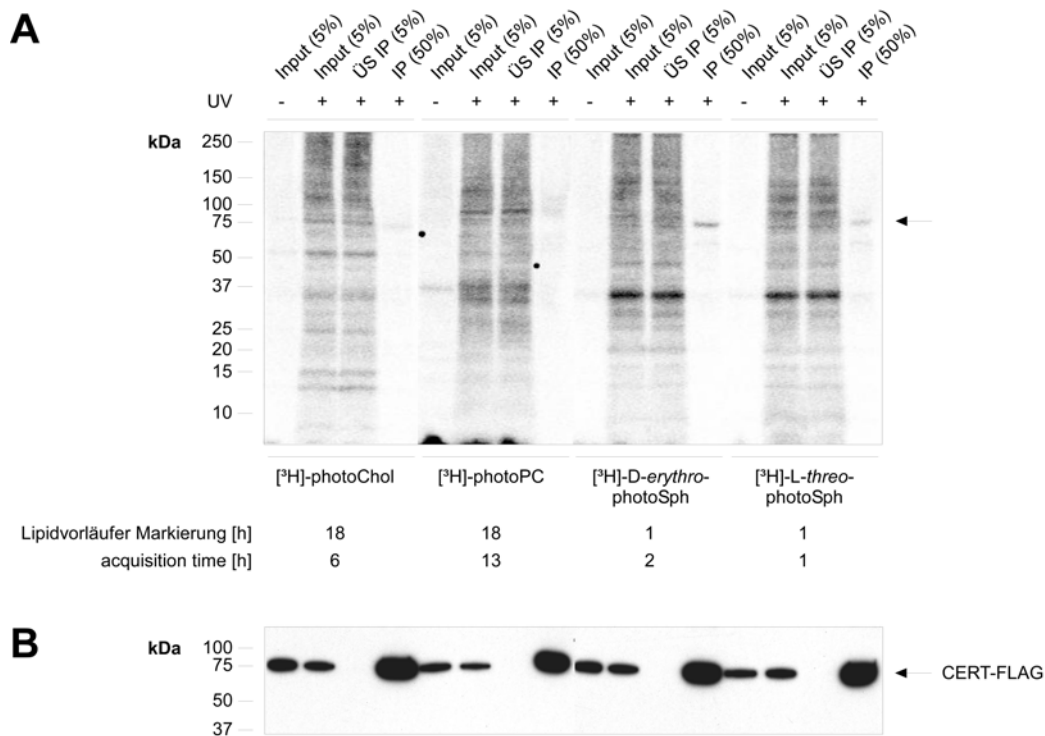 A
Input (5%) Input (5%) ÜS IP (5%) IP (50%) Input (5%) Input (5%) ÜS IP (5%) IP (50%) Input (5%) Input (5%) ÜS IP (5%) IP (50%) Input (5%) Input (5%) ÜS IP (5%) IP (50%)
UV - + + + - + + + - + + + - + + +
kDa
250
150
100
75
50
37
25
20
15
10
[³H]-photoChol [³H]-photoPC [³H]-D-erythro-photoSph [³H]-L-threo-photoSph
Lipidvorläufer Markierung [h] 18 18 1 1
acquisition time [h] 6 13 2 1
B
kDa
100
75
50
37
CERT-FLAG